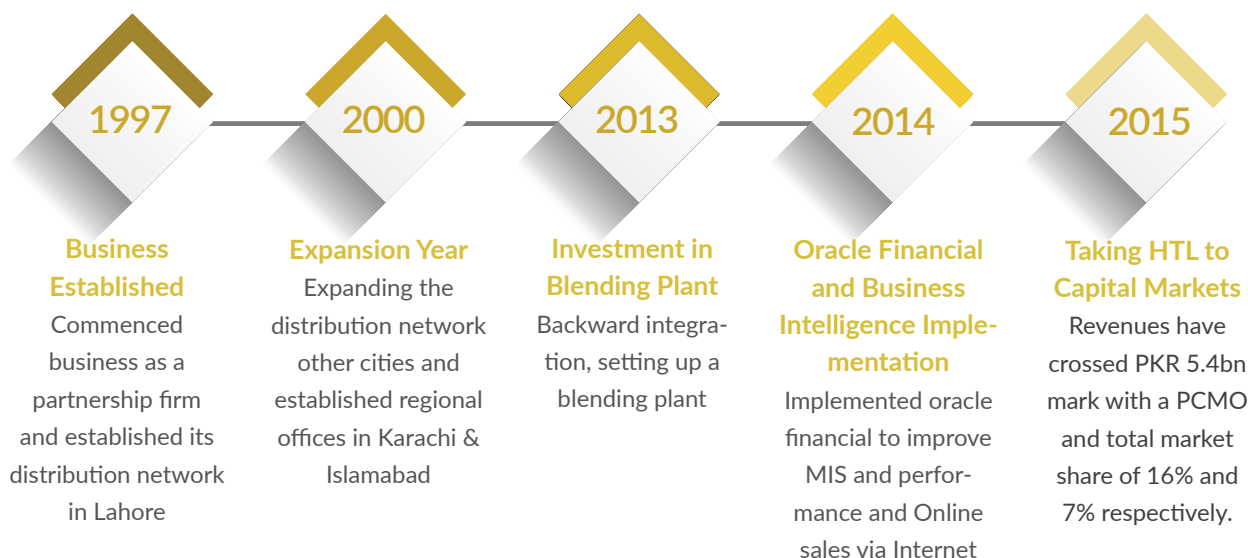 1997
Business
Established
Commenced
business as a
partnership firm
and established its
distribution network
in Lahore
2000
Expansion Year
Expanding the
distribution network
other cities and
established regional
offices in Karachi &
Islamabad
2013
Investment in
Blending Plant
Backward integra-
tion, setting up a
blending plant
2014
Oracle Financial
and Business
Intelligence Imple-
mentation
Implemented oracle
financial to improve
MIS and perfor-
mance and Online
sales via Internet
2015
Taking HTL to
Capital Markets
Revenues have
crossed PKR 5.4bn
mark with a PCMO
and total market
share of 16% and
7% respectively.